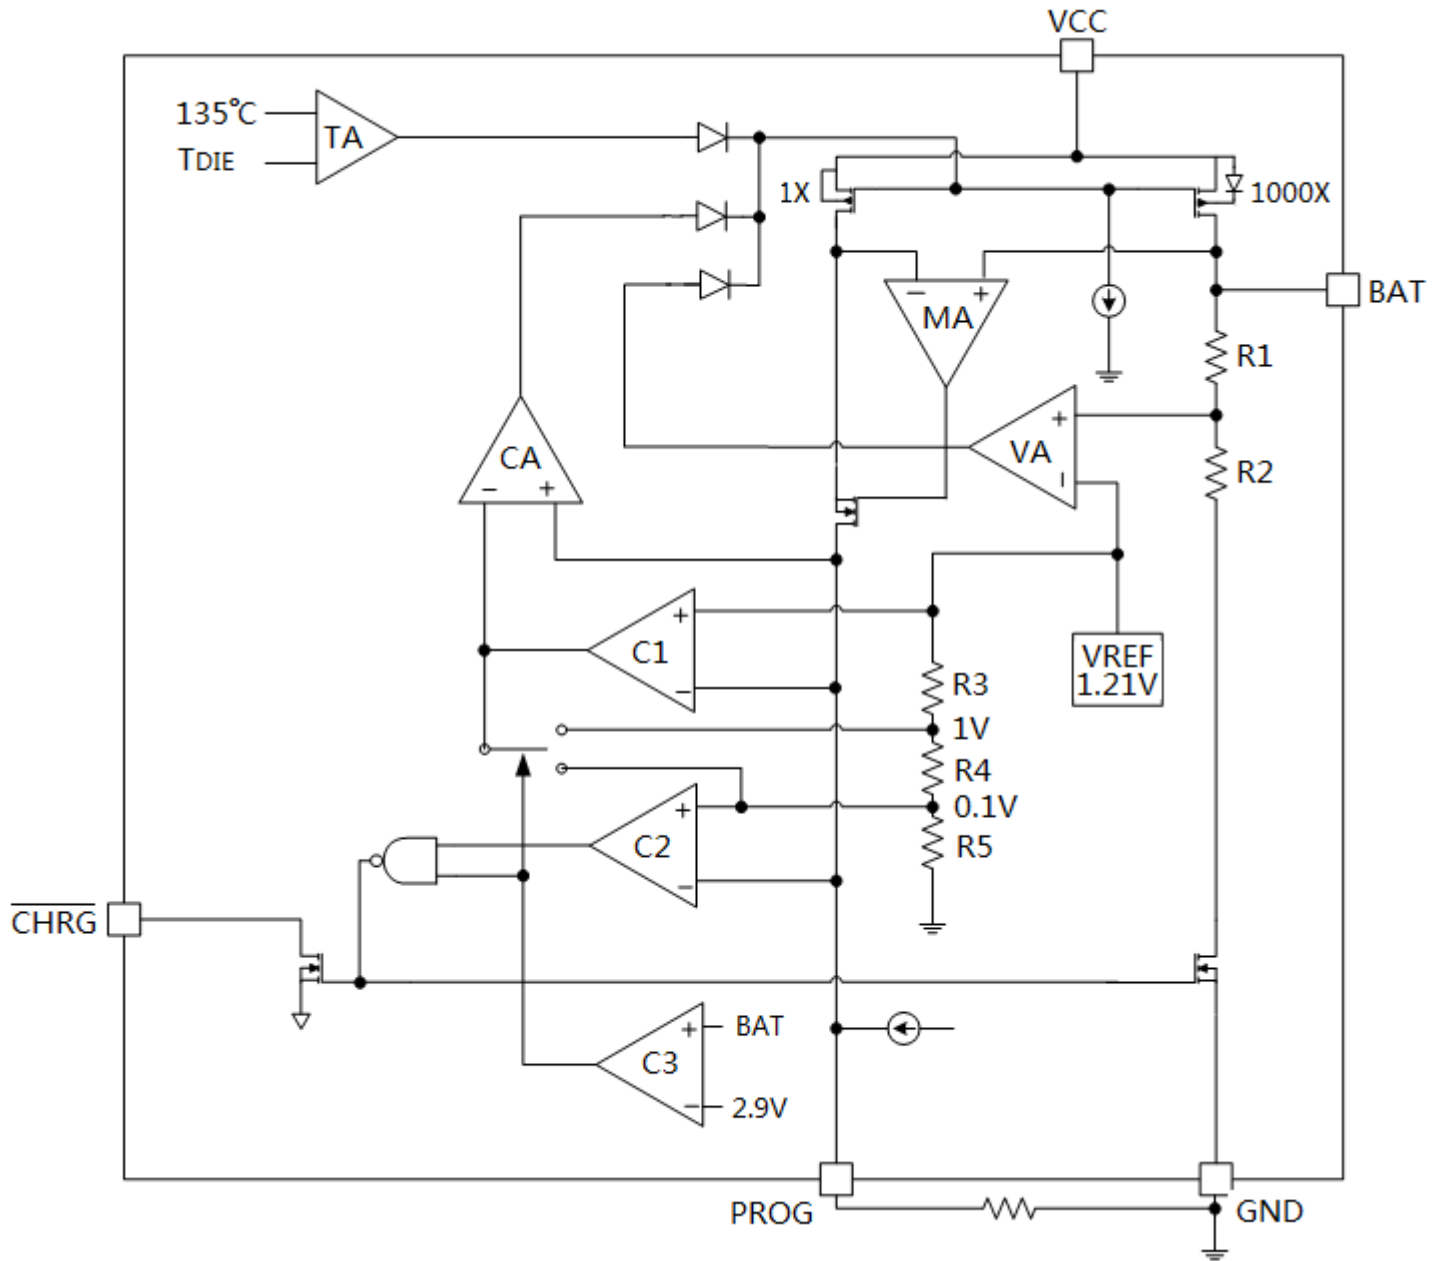 VCC
135℃
TA
TDIE
1X
1000X
− +
MA
BAT
R1
+
VA
−
CA
− +
R2
+
C1
−
R3
VREF
1.21V
1V
R4
0.1V
+
C2
−
R5
CHRG
+ BAT
C3
− 2.9V
PROG
GND